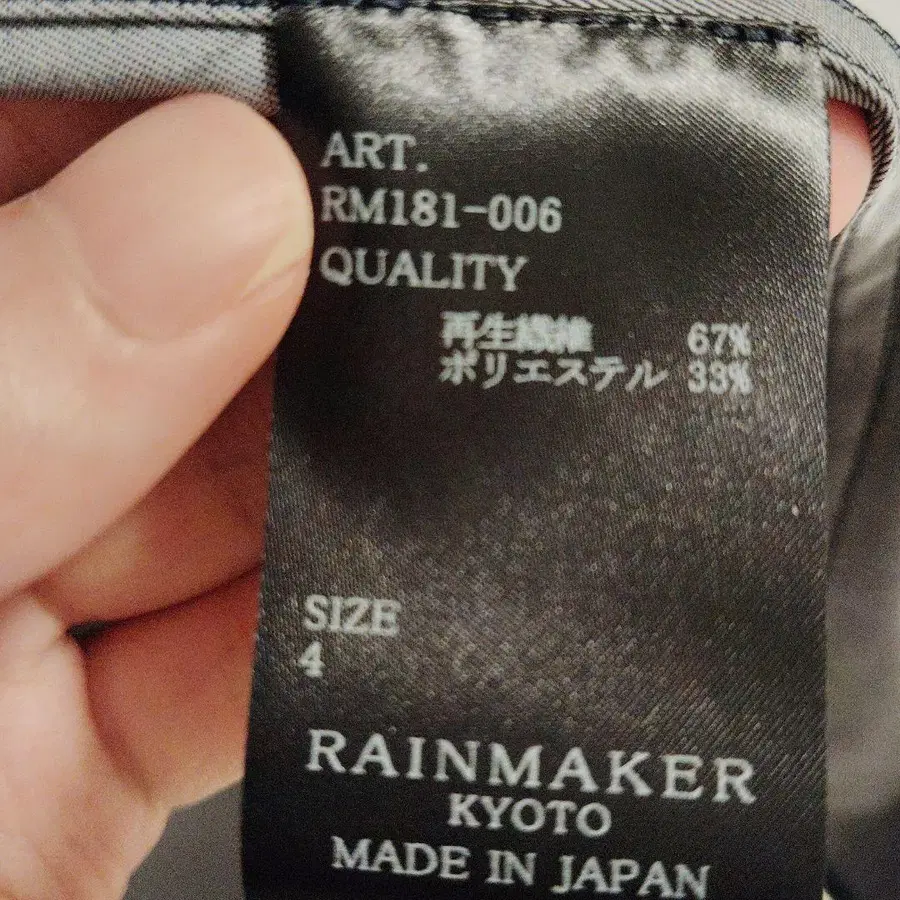 ART.
RM181-006
QUALITY
再生繊維 67%
ポリエステル 33%
SIZE
4
RAINMAKER
KYOTO
MADE IN JAPAN